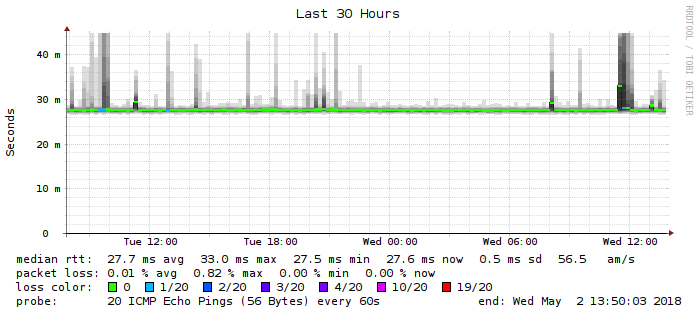 Last 30 Hours
RRDTOOL / TOBI OETIKER
Seconds
40 m
30 m
20 m
10 m
0
Tue 12:00 Tue 18:00 Wed 00:00 Wed 06:00 Wed 12:00
median rtt: 27.7 ms avg 33.0 ms max 27.5 ms min 27.6 ms now 0.5 ms sd 56.5 am/s
packet loss: 0.01 % avg 0.82 % max 0.00 % min 0.00 % now
loss color: 0 1/20 2/20 3/20 4/20 10/20 19/20
probe: 20 ICMP Echo Pings (56 Bytes) every 60s end: Wed May 2 13:50:03 2018